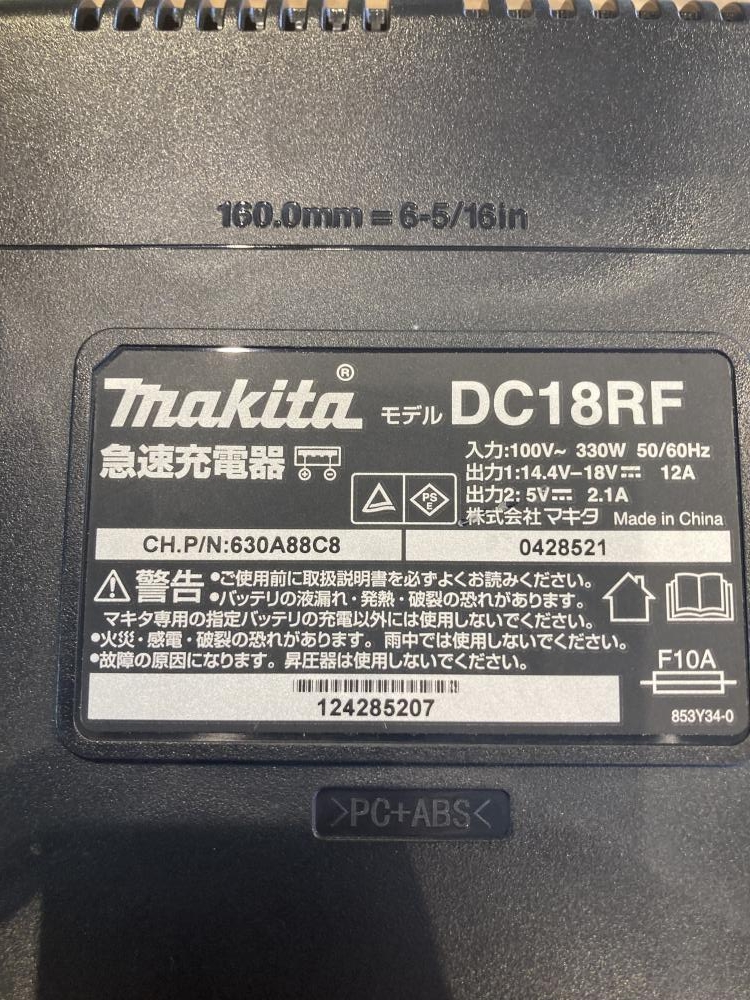 160.0mm = 6-5/16in
makita® モデル DC18RF
急速充電器
入力:100V~ 330W 50/60Hz
出力1:14.4V-18V⎓ 12A
出力2: 5V⎓ 2.1A
PS
E
株式会社マキタ Made in China
CH.P/N:630A88C8
0428521
警告 •ご使用前に取扱説明書を必ずよくお読みください。
•バッテリの液漏れ・発熱・破裂の恐れがあります。
マキタ専用の指定バッテリの充電以外には使用しないでください。
•火災・感電・破裂の恐れがあります。雨中では使用しないでください。
•故障の原因になります。昇圧器は使用しないでください。
F10A
124285207
853Y34-0
>PC+ABS<